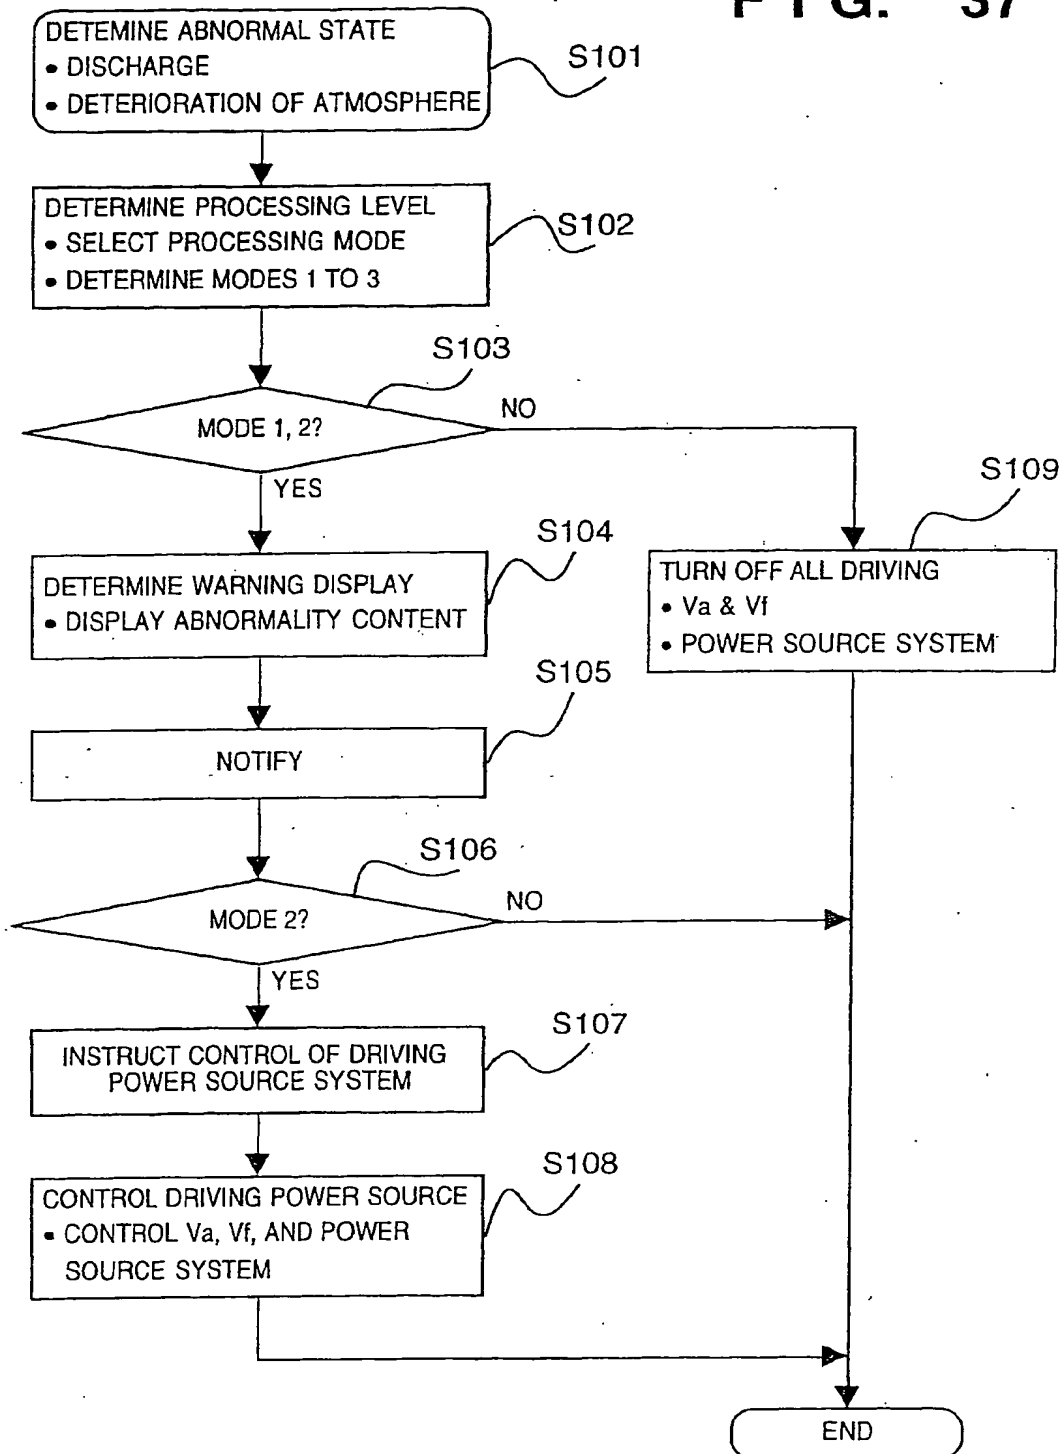 FIG. 37
DETEMINE ABNORMAL STATE
• DISCHARGE
• DETERIORATION OF ATMOSPHERE
S101
DETERMINE PROCESSING LEVEL
• SELECT PROCESSING MODE
• DETERMINE MODES 1 TO 3
S102
S103
MODE 1, 2?
NO
YES
S109
TURN OFF ALL DRIVING
• Va & Vf
• POWER SOURCE SYSTEM
S104
DETERMINE WARNING DISPLAY
• DISPLAY ABNORMALITY CONTENT
S105
NOTIFY
S106
MODE 2?
NO
YES
S107
INSTRUCT CONTROL OF DRIVING
POWER SOURCE SYSTEM
S108
CONTROL DRIVING POWER SOURCE
• CONTROL Va, Vf, AND POWER
SOURCE SYSTEM
END